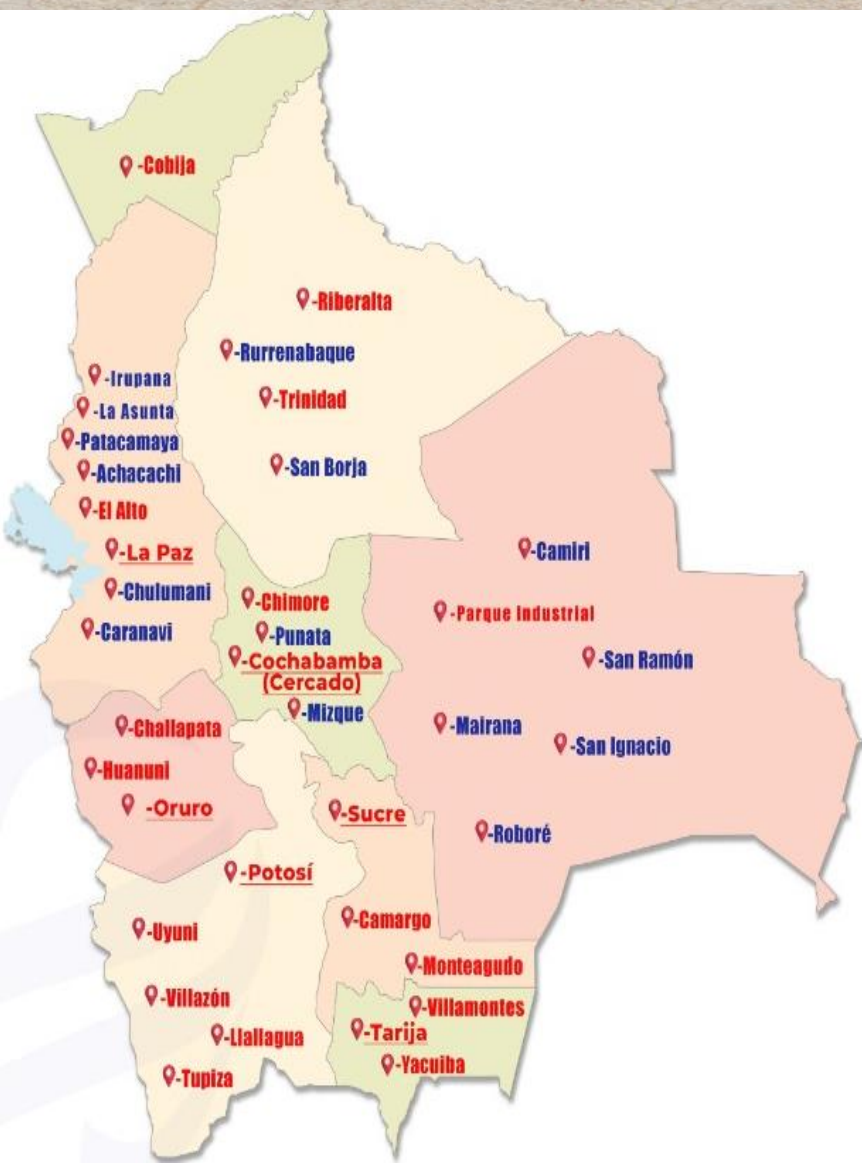 -Cobija
-Riberalta
-Rurrenabaque
-Irupana
-Trinidad
-La Asunta
-Patacamaya
-Achacachi
-San Borja
-El Alto
-La Paz
-Camiri
-Chulumani
-Chimore
-Parque Industrial
-Caranavi
-Punata
-Cochabamba
(Cercado)
-San Ramón
-Mizque
-Challapata
-Mairana
-San Ignacio
-Huanuni
-Oruro
-Sucre
-Roboré
-Potosí
-Camargo
-Uyuni
-Monteagudo
-Villazón
-Villamontes
-Llallagua
-Tarija
-Yacuiba
-Tupiza